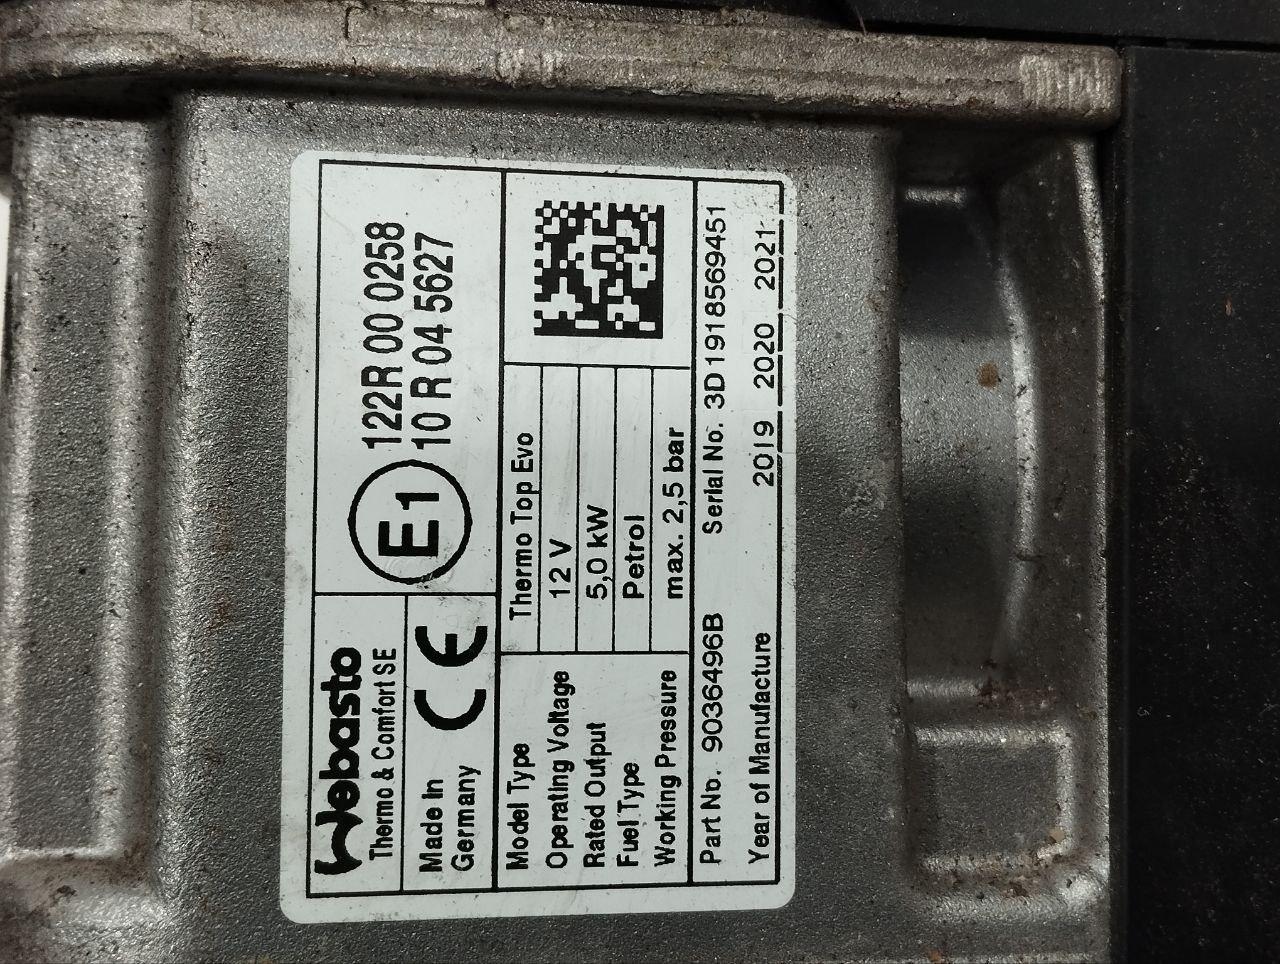 Webasto
Thermo & Comfort SE
Made in
Germany
CE
E1
122R 00 0258
10 R 04 5627
Model Type Thermo Top Evo
Operating Voltage 12 V
Rated Output 5,0 kW
Fuel Type Petrol
Working Pressure max. 2,5 bar
Part No. 9036496B Serial No. 3D 1918569451
Year of Manufacture 2019 2020 2021